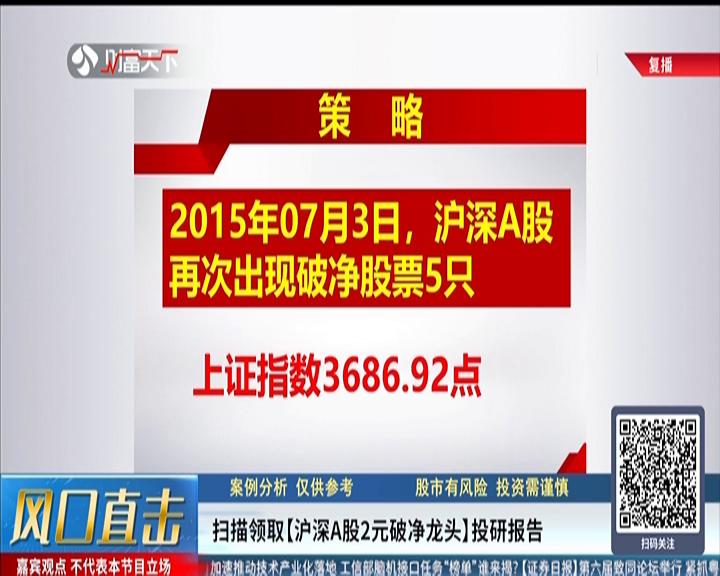 财富天下
复播
策 略
2015年07月3日，沪深A股
再次出现破净股票5只
上证指数3686.92点
案例分析 仅供参考 股市有风险 投资需谨慎
风口直击
扫描领取【沪深A股2元破净龙头】投研报告
扫码关注
嘉宾观点 不代表本节目立场
加速推动技术产业化落地 工信部脑机接口任务“榜单”谁来揭？【证券日报】第六届致同论坛举行 紧抓粤